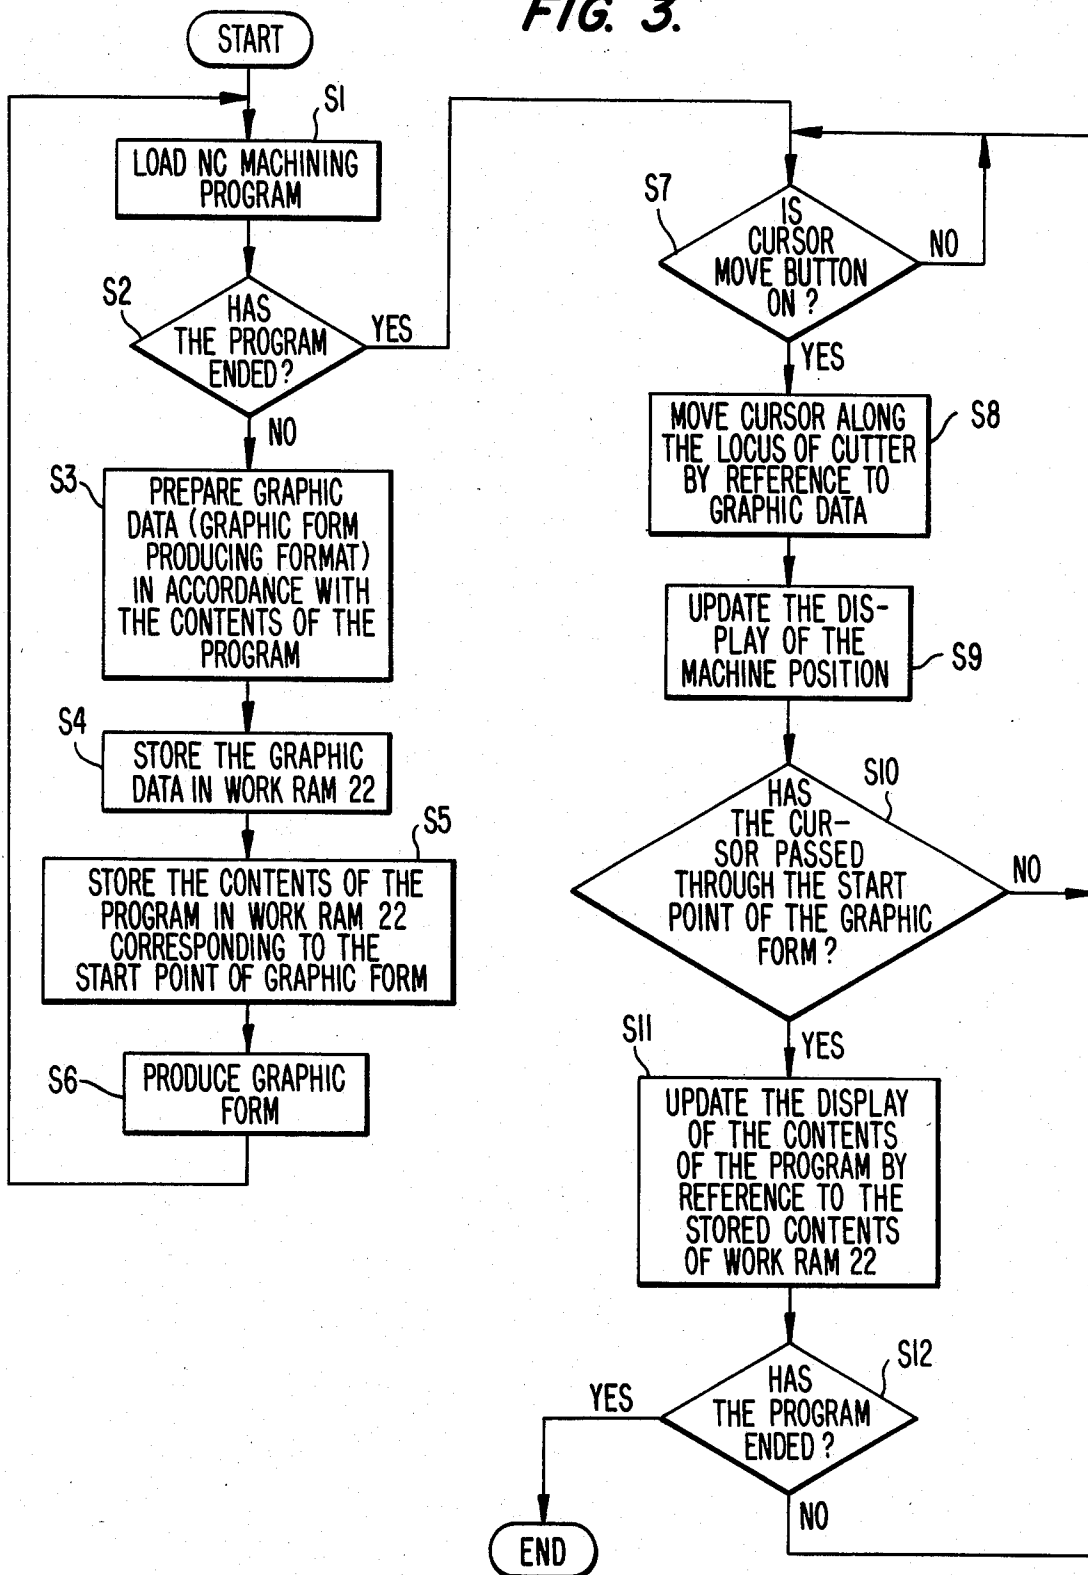 FIG. 3.
START
S1
LOAD NC MACHINING
PROGRAM
S2
HAS
THE PROGRAM
ENDED?
YES
NO
S3
PREPARE GRAPHIC
DATA (GRAPHIC FORM
PRODUCING FORMAT)
IN ACCORDANCE WITH
THE CONTENTS OF THE
PROGRAM
S4
STORE THE GRAPHIC
DATA IN WORK RAM 22
S5
STORE THE CONTENTS OF THE
PROGRAM IN WORK RAM 22
CORRESPONDING TO THE
START POINT OF GRAPHIC FORM
S6
PRODUCE GRAPHIC
FORM
S7
IS
CURSOR
MOVE BUTTON
ON ?
NO
YES
S8
MOVE CURSOR ALONG
THE LOCUS OF CUTTER
BY REFERENCE TO
GRAPHIC DATA
UPDATE THE DIS-
PLAY OF THE
MACHINE POSITION
S9
S10
HAS
THE CUR-
SOR PASSED
THROUGH THE START
POINT OF THE GRAPHIC
FORM ?
NO
YES
S11
UPDATE THE DISPLAY
OF THE CONTENTS
OF THE PROGRAM BY
REFERENCE TO THE
STORED CONTENTS
OF WORK RAM 22
S12
HAS
THE PROGRAM
ENDED ?
YES
NO
END